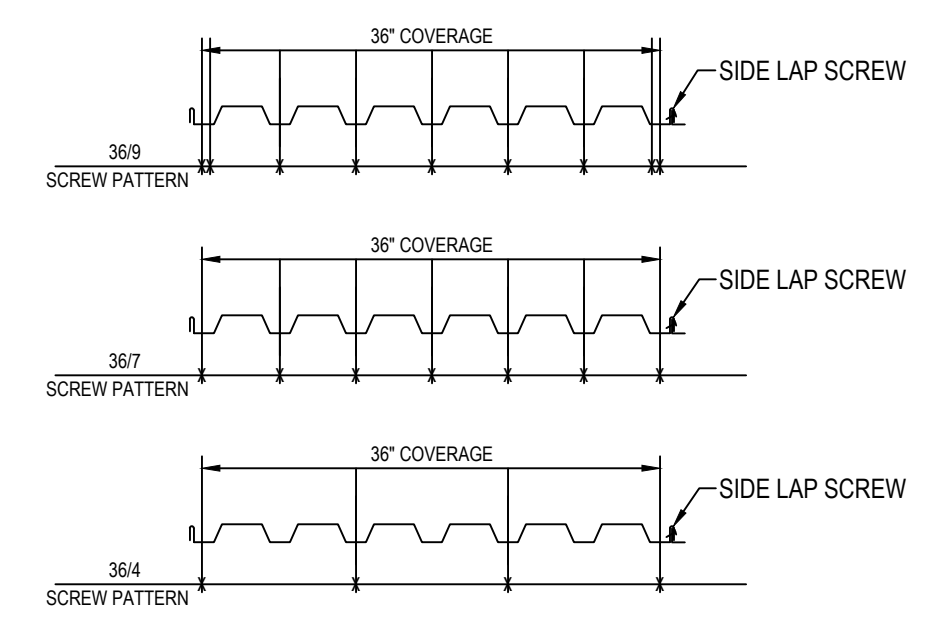 36" COVERAGE
SIDE LAP SCREW
36/9
SCREW PATTERN
36" COVERAGE
SIDE LAP SCREW
36/7
SCREW PATTERN
36" COVERAGE
SIDE LAP SCREW
36/4
SCREW PATTERN